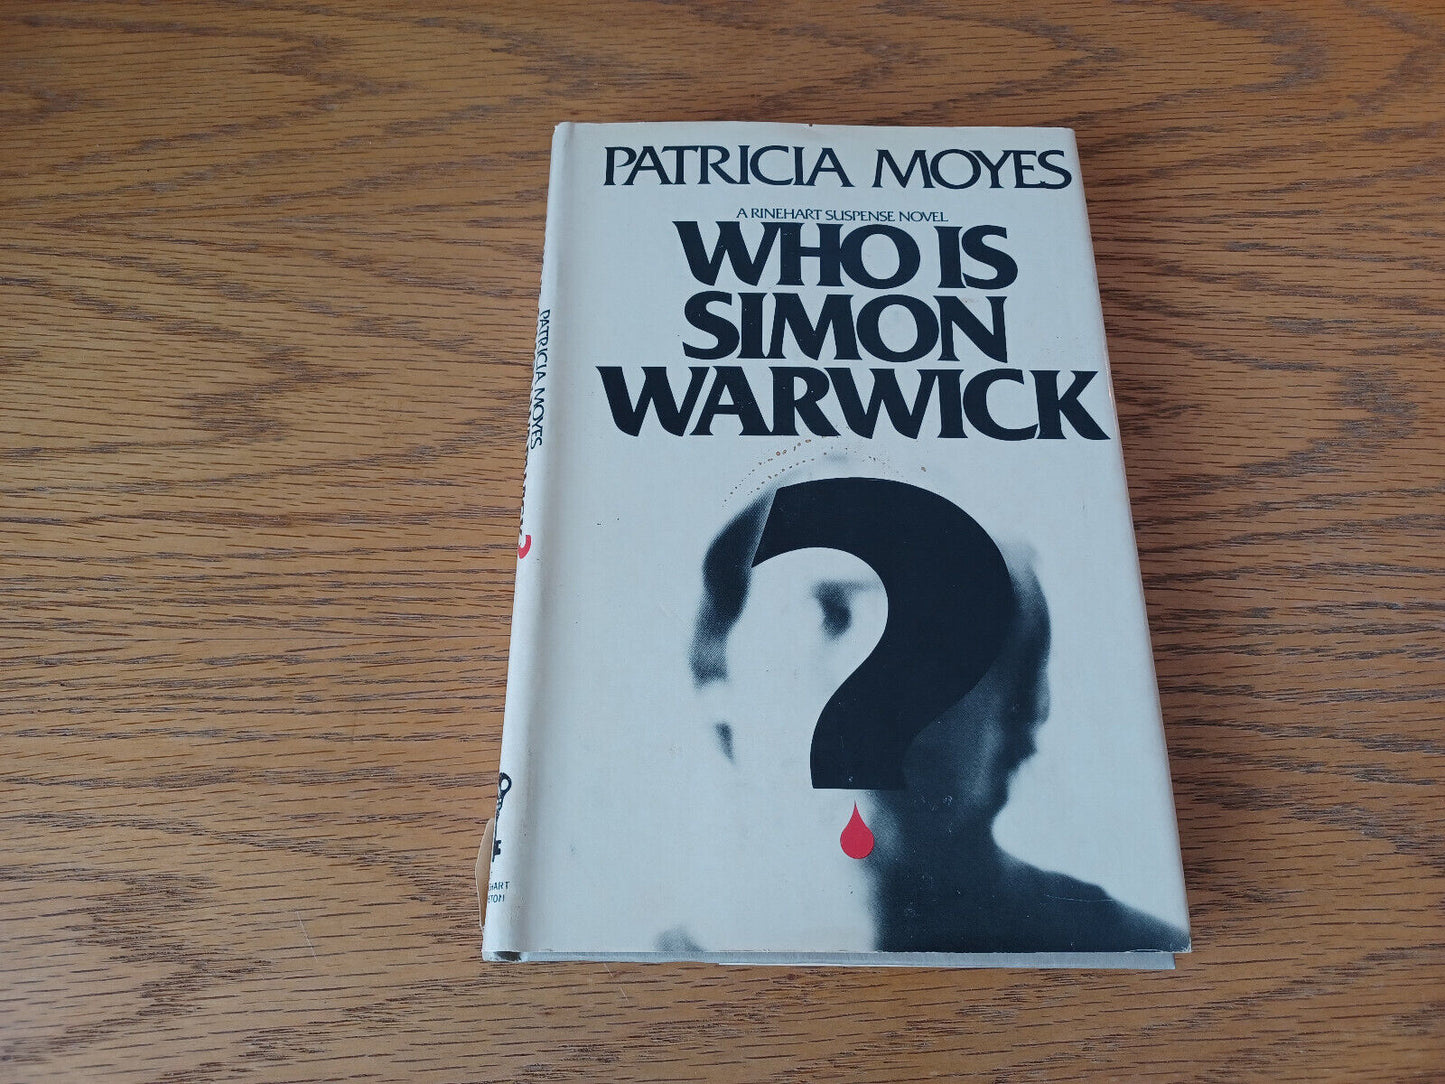 PATRICIA MOYES
A RINEHART SUSPENSE NOVEL
WHO IS
SIMON
WARWICK
?
PATRICIA MOYES